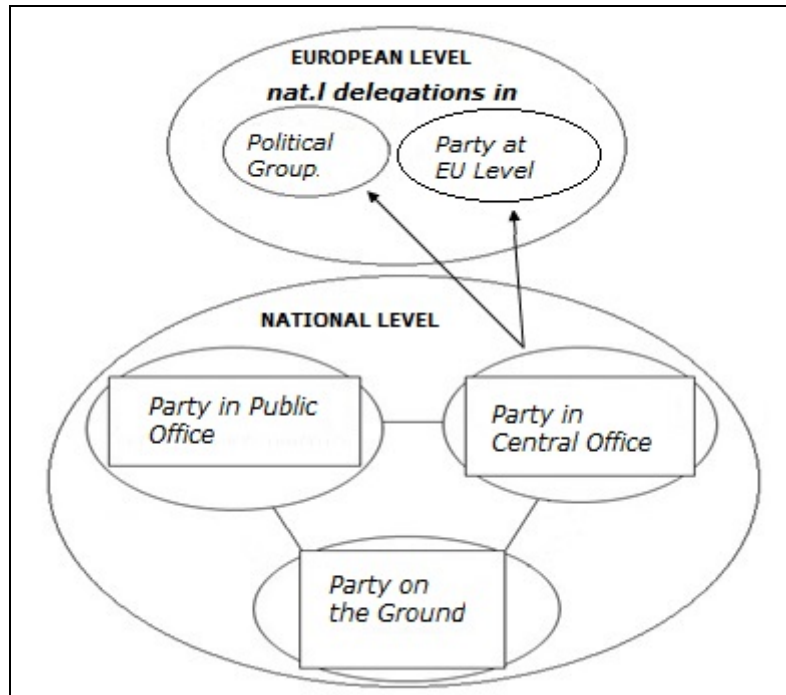 EUROPEAN LEVEL
nat.l delegations in
Political
Group.
Party at
EU Level
NATIONAL LEVEL
Party in Public
Office
Party in
Central Office
Party on
the Ground